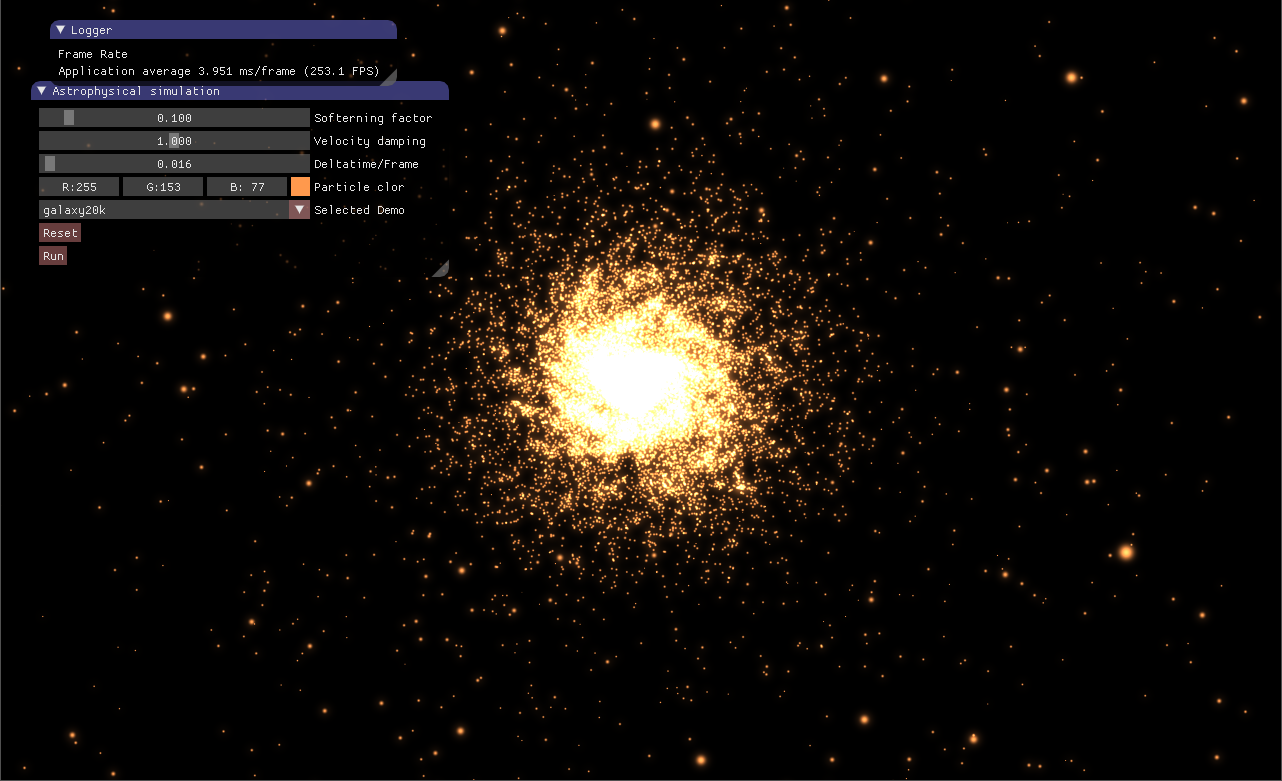 Logger
Frame Rate
Application average 3.951 ms/frame (253.1 FPS)
Astrophysical simulation
0.100 Softerning factor
1.000 Velocity damping
0.016 Deltatime/Frame
R:255 G:153 B: 77 Particle clor
galaxy20k Selected Demo
Reset
Run